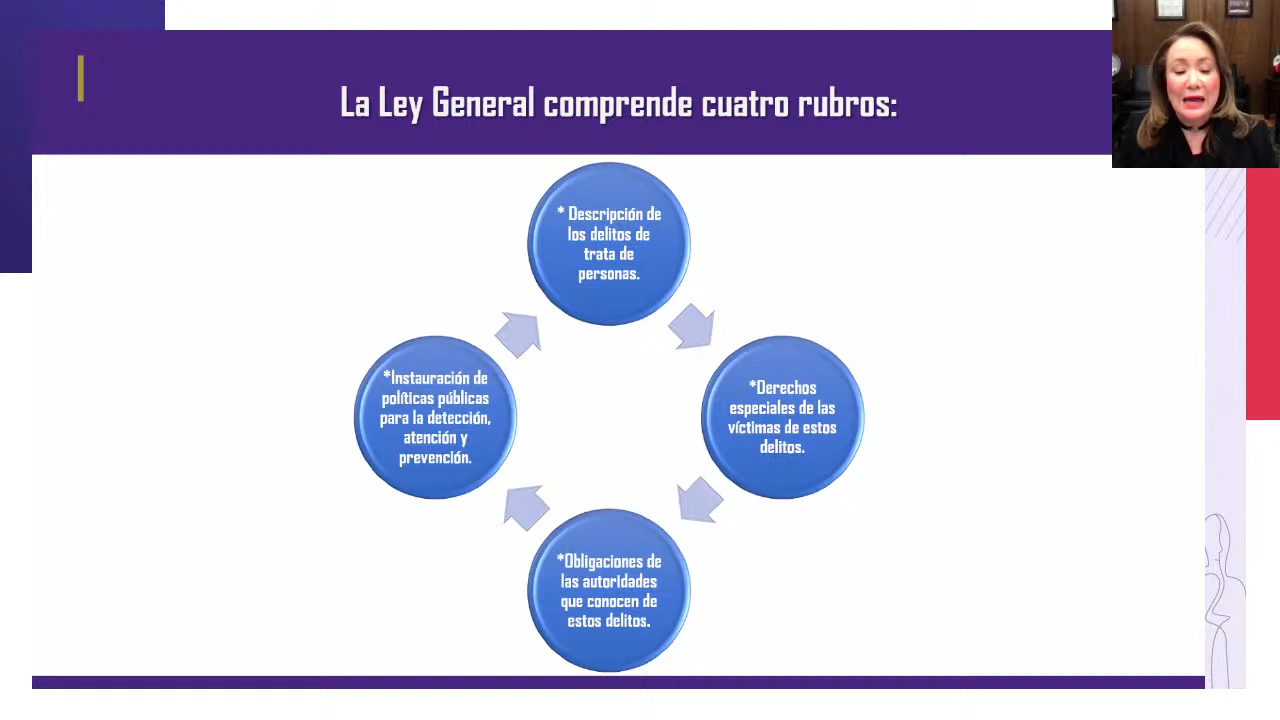 La Ley General comprende cuatro rubros:
* Descripción de
los delitos de
trata de
personas.
*Derechos
especiales de las
víctimas de estos
delitos.
*Obligaciones de
las autoridades
que conocen de
estos delitos.
*Instauración de
políticas públicas
para la detección,
atención y
prevención.